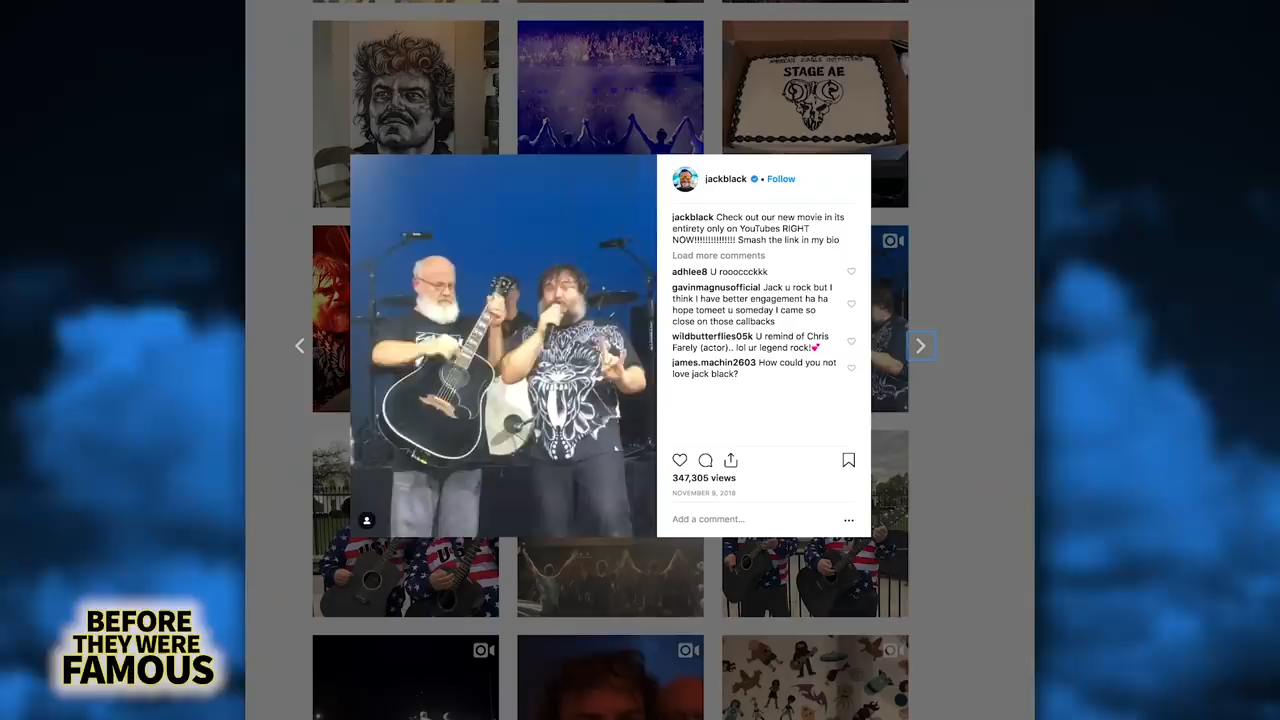 AMERICAN EAGLE OUTFITTERS
STAGE AE
jackblack • Follow
jackblack Check out our new movie in its
entirety only on YouTubes RIGHT
NOW!!!!!!!!!!!!!!! Smash the link in my bio
Load more comments
adhlee8 U roooccckkk
gavinmagnusofficial Jack u rock but I
think I have better engagement ha ha
hope tomeet u someday I came so
close on those callbacks
wildbutterflies05k U remind of Chris
Farely (actor).. lol ur legend rock!💕
james.machin2603 How could you not
love jack black?
347,305 views
NOVEMBER 9, 2018
Add a comment...
BEFORE
THEY WERE
FAMOUS